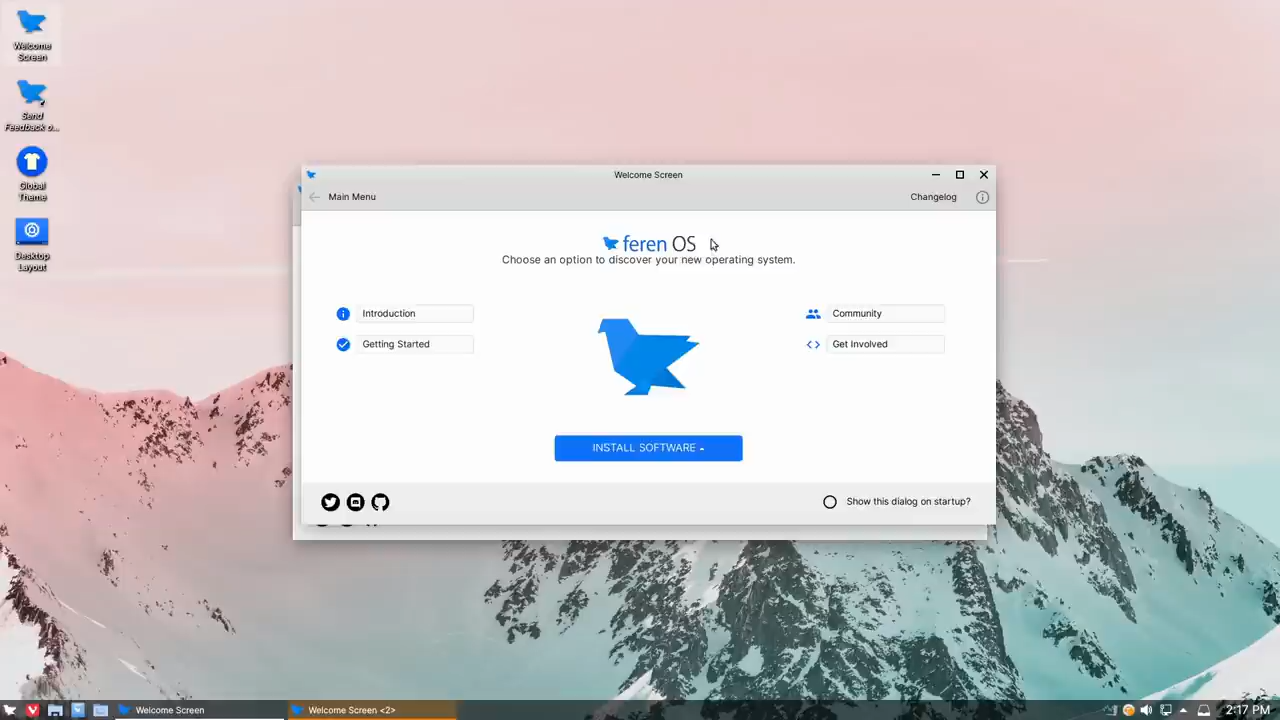 Welcome
Screen
Send
Feedback o...
Global
Theme
Desktop
Layout
Welcome Screen
Main Menu
Changelog
feren OS
Choose an option to discover your new operating system.
Introduction
Getting Started
Community
Get Involved
INSTALL SOFTWARE
Show this dialog on startup?
Welcome Screen
Welcome Screen <2>
2:17 PM